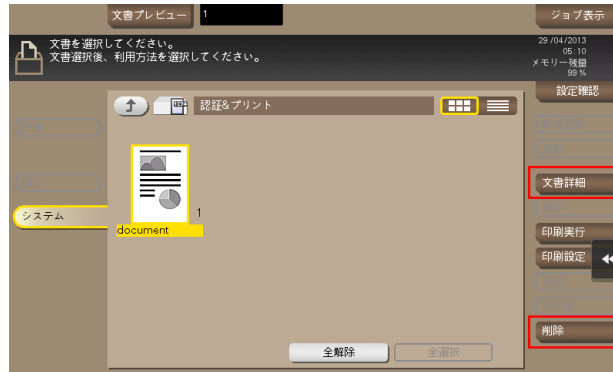 文書プレビュー
1
ジョブ表示
文書を選択してください。
文書選択後、利用方法を選択してください。
29/04/2013
05:10
メモリー残量
99 %
設定確認
認証&プリント
文書詳細
1
システム
document
印刷実行
印刷設定
削除
全解除
全選択